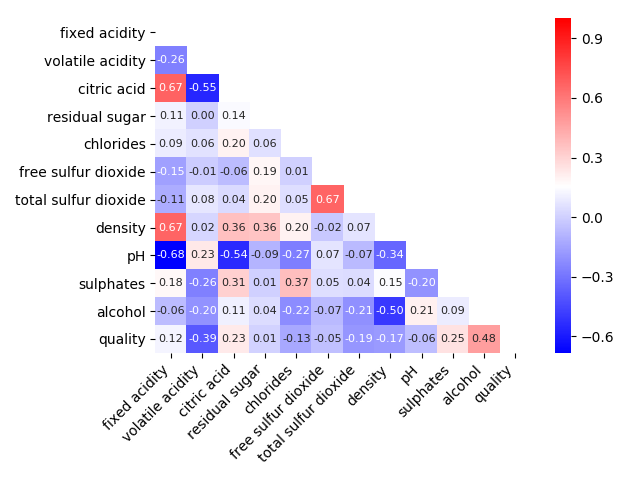 fixed acidity
volatile acidity -0.26
citric acid 0.67 -0.55
residual sugar 0.11 0.00 0.14
chlorides 0.09 0.06 0.20 0.06
free sulfur dioxide -0.15 -0.01 -0.06 0.19 0.01
total sulfur dioxide -0.11 0.08 0.04 0.20 0.05 0.67
density 0.67 0.02 0.36 0.36 0.20 -0.02 0.07
pH -0.68 0.23 -0.54 -0.09 -0.27 0.07 -0.07 -0.34
sulphates 0.18 -0.26 0.31 0.01 0.37 0.05 0.04 0.15 -0.20
alcohol -0.06 -0.20 0.11 0.04 -0.22 -0.07 -0.21 -0.50 0.21 0.09
quality 0.12 -0.39 0.23 0.01 -0.13 -0.05 -0.19 -0.17 -0.06 0.25 0.48
fixed acidity
volatile acidity
citric acid
residual sugar
chlorides
free sulfur dioxide
total sulfur dioxide
density
pH
sulphates
alcohol
quality
0.9
0.6
0.3
0.0
−0.3
−0.6